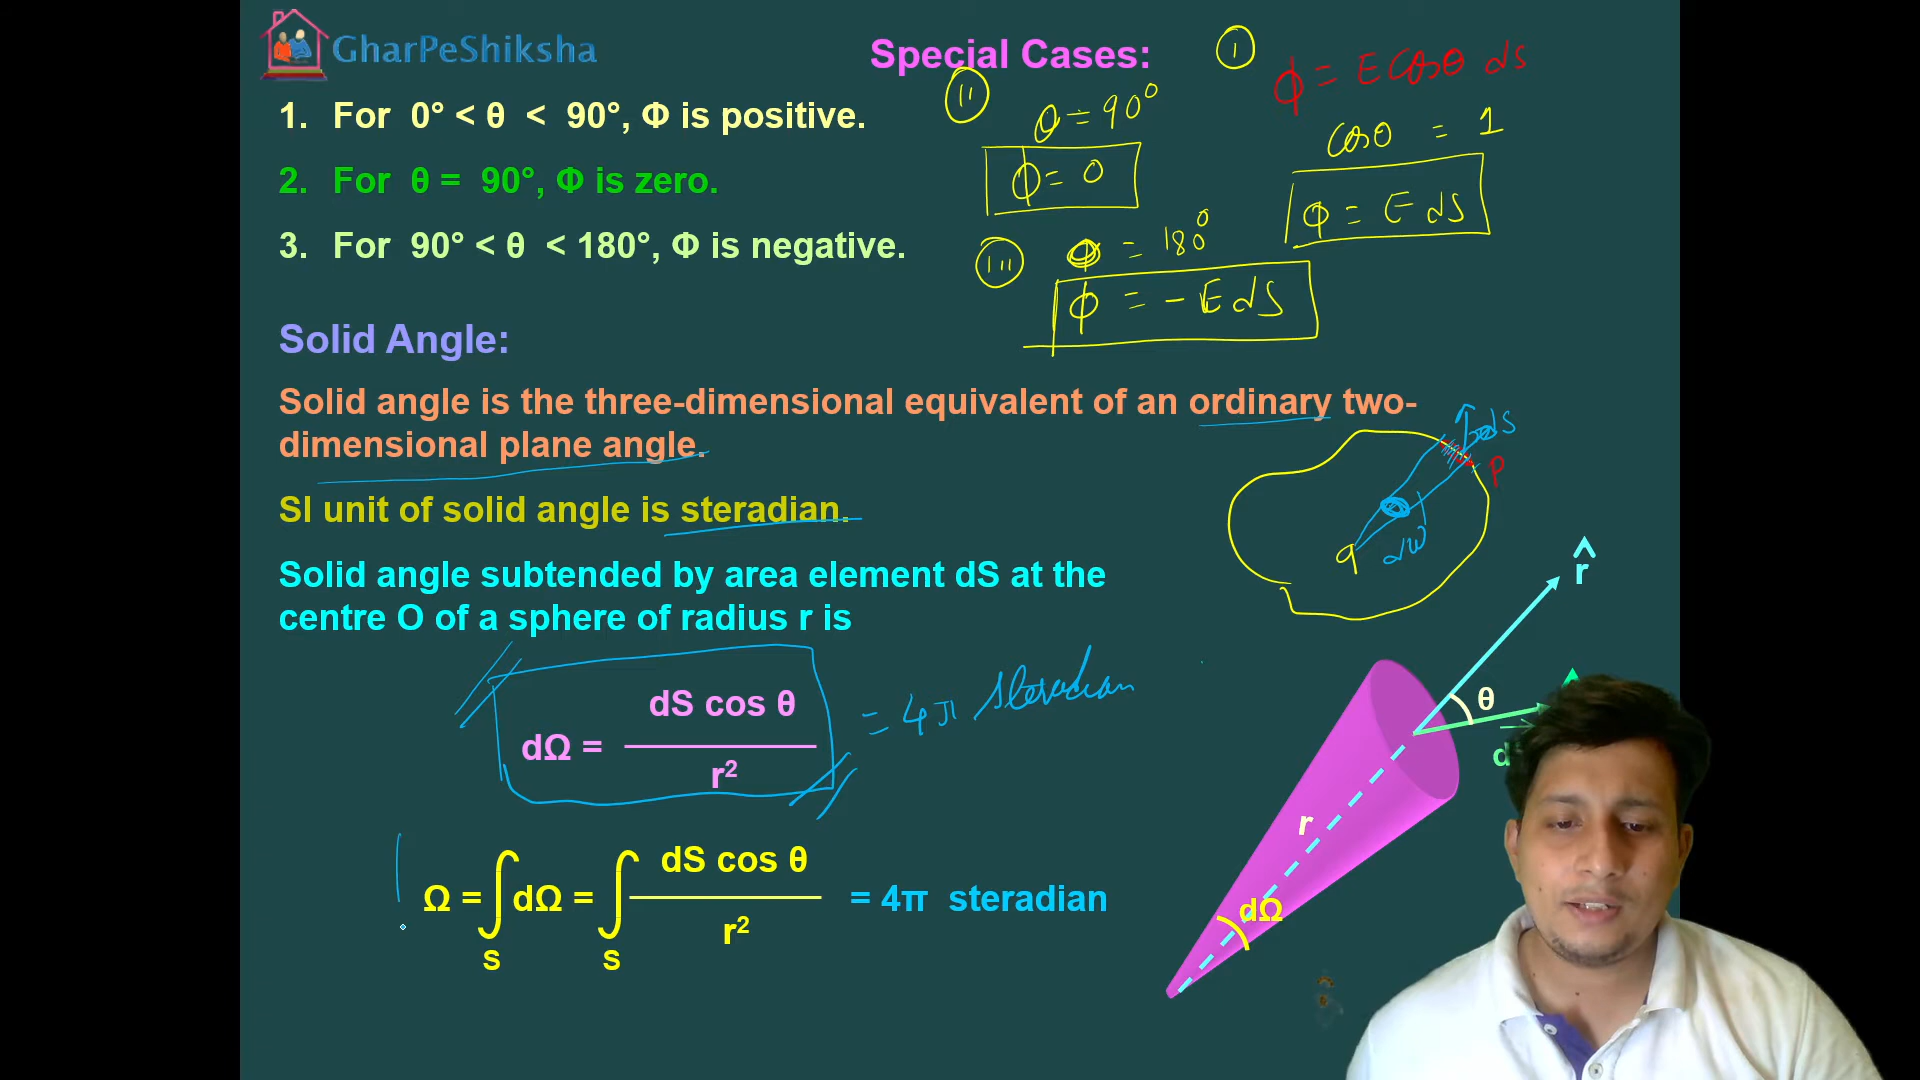 GharPeShiksha
Special Cases:
1. For 0° < θ < 90°, Φ is positive.
2. For θ = 90°, Φ is zero.
3. For 90° < θ < 180°, Φ is negative.
I
ϕ = E cosθ ds
cosθ = 1
ϕ = E dS
II
θ = 90°
ϕ = 0
III
= 180°
ϕ = - E dS
Solid Angle:
Solid angle is the three-dimensional equivalent of an ordinary two-
dimensional plane angle.
SI unit of solid angle is steradian.
Solid angle subtended by area element dS at the
centre O of a sphere of radius r is
dΩ = dS cos θ / r²
= 4π steradian
Ω = ∫ dΩ = ∫ dS cos θ / r² = 4π steradian
S S
dS
P
q
dω
r̂
θ
d
r
dΩ